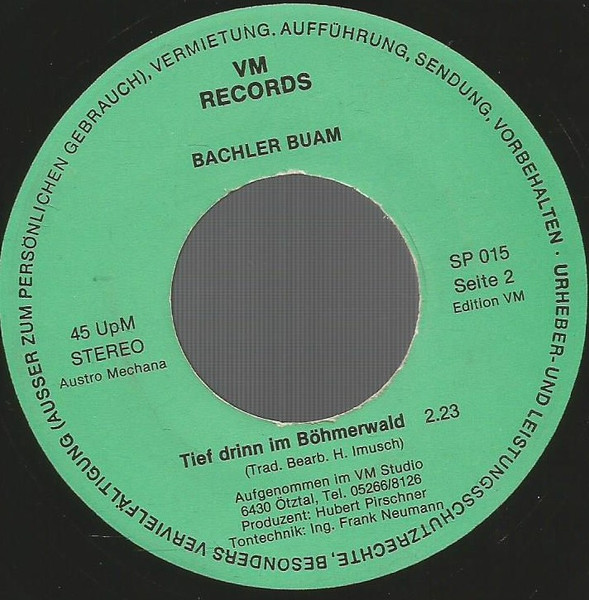 URHEBER- UND LEISTUNGSSCHUTZRECHTE, BESONDERS VERVIELFÄLTIGUNG (AUSSER ZUM PERSÖNLICHEN GEBRAUCH), VERMIETUNG. AUFFÜHRUNG, SENDUNG, VORBEHALTEN ·
VM
RECORDS
BACHLER BUAM
SP 015
Seite 2
Edition VM
45 UpM
STEREO
Austro Mechana
Tief drinn im Böhmerwald 2.23
(Trad. Bearb. H. Imusch)
Aufgenommen im VM Studio
6430 Ötztal, Tel. 05266/8126
Produzent: Hubert Pirschner
Tontechnik: Ing. Frank Neumann